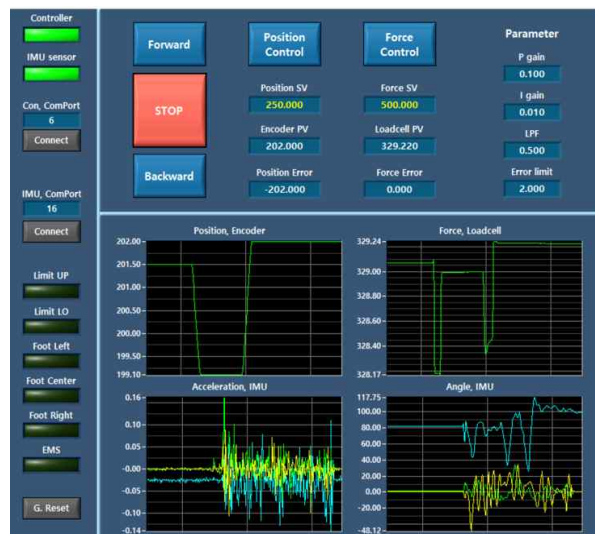 Controller
IMU sensor
Con, ComPort
6
Connect
IMU, ComPort
16
Connect
Limit UP
Limit LO
Foot Left
Foot Center
Foot Right
EMS
G. Reset
Forward
STOP
Backward
Position
Control
Position SV
250.000
Encoder PV
202.000
Position Error
-202.000
Force
Control
Force SV
500.000
Loadcell PV
329.220
Force Error
0.000
Parameter
P gain
0.100
I gain
0.010
LPF
0.500
Error limit
2.000
Position, Encoder
202.00
201.50
201.00
200.50
200.00
199.50
199.10
Force, Loadcell
329.24
329.00
328.80
328.60
328.40
328.17
Acceleration, IMU
0.16
0.10
0.05
-0.00
-0.05
-0.10
-0.14
Angle, IMU
117.75
100.00
80.00
60.00
40.00
20.00
0.00
-20.00
-48.12